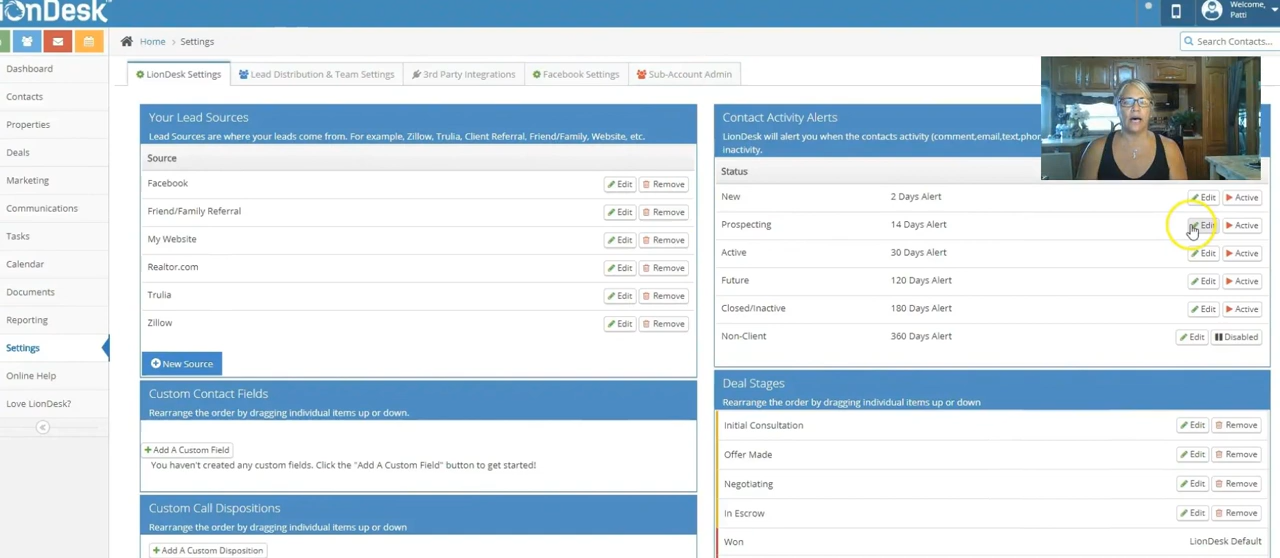 ionDesk
Welcome,
Patti
Home > Settings
Search Contacts...
Dashboard
Contacts
Properties
Deals
Marketing
Communications
Tasks
Calendar
Documents
Reporting
Settings
Online Help
Love LionDesk?
LionDesk Settings
Lead Distribution & Team Settings
3rd Party Integrations
Facebook Settings
Sub-Account Admin
Your Lead Sources
Lead Sources are where your leads come from. For example, Zillow, Trulia, Client Referral, Friend/Family, Website, etc.
Source
Facebook Edit Remove
Friend/Family Referral Edit Remove
My Website Edit Remove
Realtor.com Edit Remove
Trulia Edit Remove
Zillow Edit Remove
New Source
Custom Contact Fields
Rearrange the order by dragging individual items up or down.
Add A Custom Field
You haven't created any custom fields. Click the "Add A Custom Field" button to get started!
Custom Call Dispositions
Rearrange the order by dragging individual items up or down
Add A Custom Disposition
Contact Activity Alerts
LionDesk will alert you when the contacts activity (comment,email,text,phon
inactivity.
Status
New 2 Days Alert Edit Active
Prospecting 14 Days Alert Edit Active
Active 30 Days Alert Edit Active
Future 120 Days Alert Edit Active
Closed/Inactive 180 Days Alert Edit Active
Non-Client 360 Days Alert Edit Disabled
Deal Stages
Rearrange the order by dragging individual items up or down
Initial Consultation Edit Remove
Offer Made Edit Remove
Negotiating Edit Remove
In Escrow Edit Remove
Won LionDesk Default